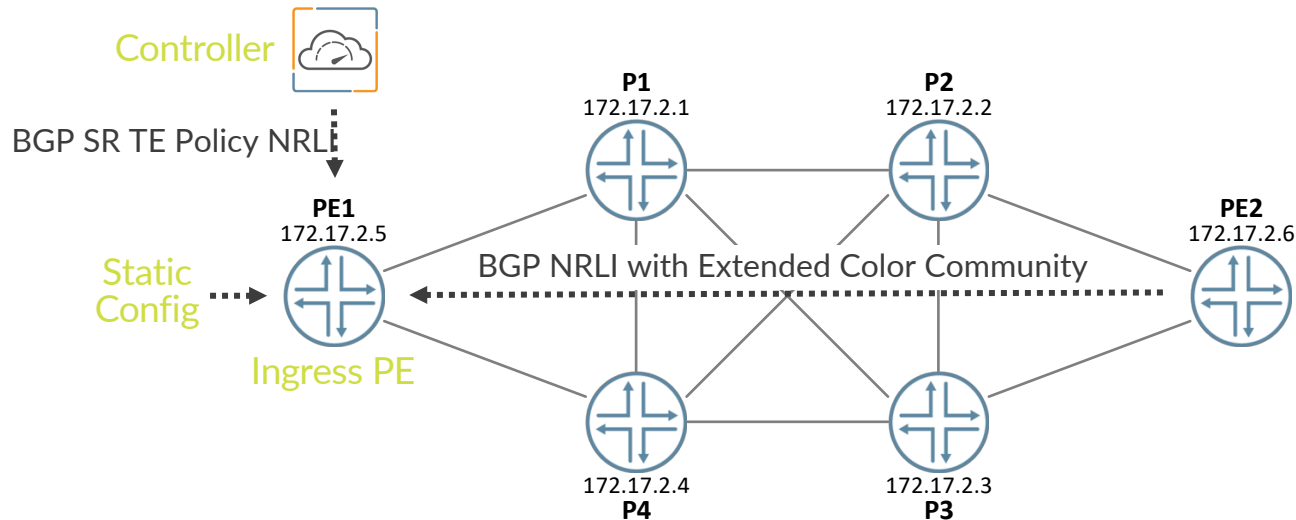 Controller
BGP SR TE Policy NRLI
P1
172.17.2.1
P2
172.17.2.2
PE1
172.17.2.5
PE2
172.17.2.6
Static
Config
BGP NRLI with Extended Color Community
Ingress PE
172.17.2.4
P4
172.17.2.3
P3